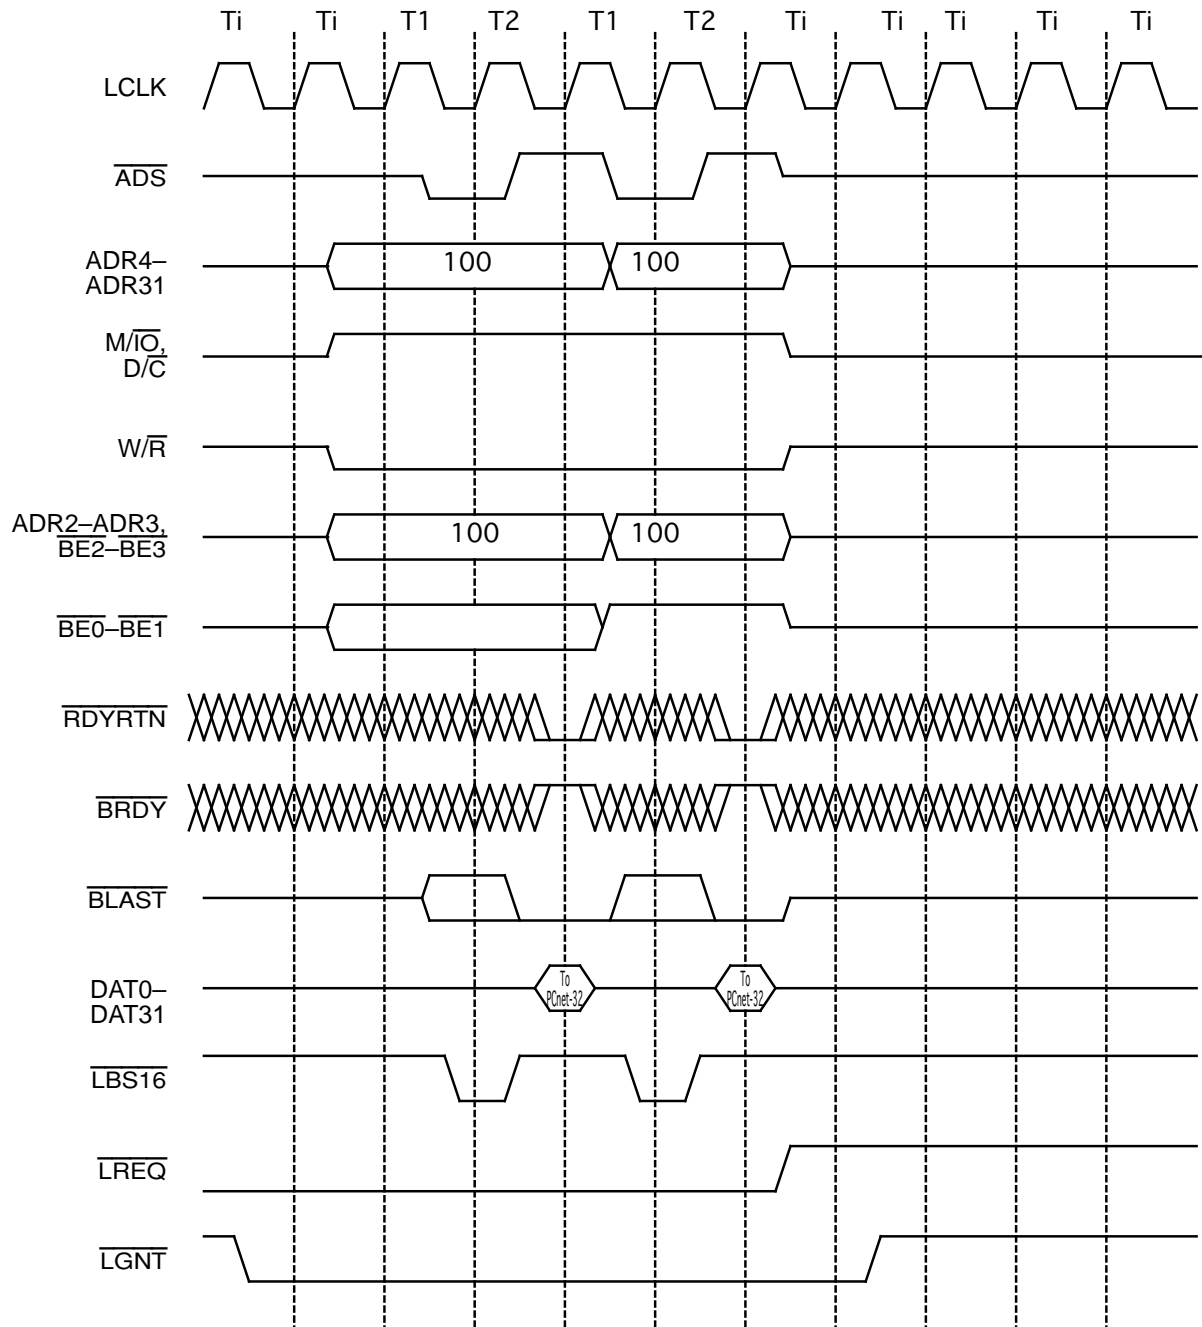 Ti Ti T1 T2 T1 T2 Ti Ti Ti Ti Ti
LCLK
ADS
ADR4–
ADR31
100 100
M/IO,
D/C
W/R
ADR2–ADR3,
BE2–BE3
100 100
BE0–BE1
RDYRTN
BRDY
BLAST
DAT0–
DAT31
To
PCnet-32
To
PCnet-32
LBS16
LREQ
LGNT